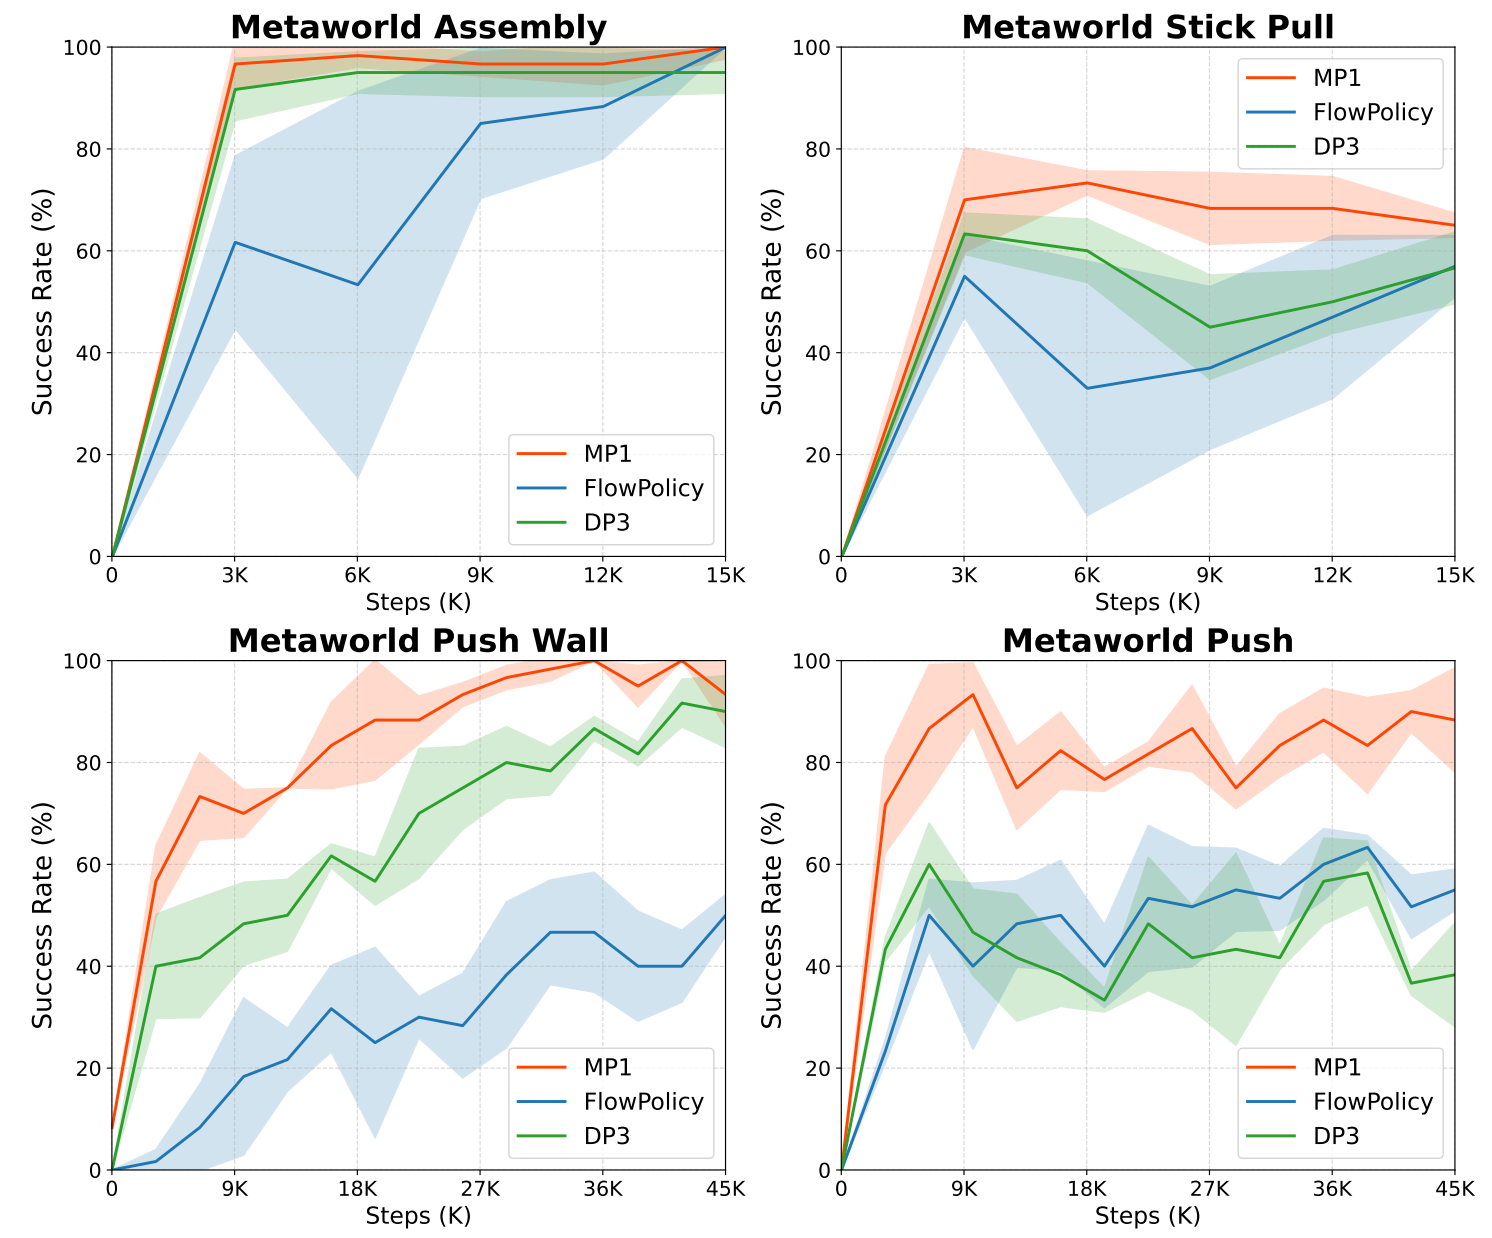 Metaworld Assembly
Success Rate (%)
100
80
60
40
20
0
MP1
FlowPolicy
DP3
0 3K 6K 9K 12K 15K
Steps (K)
Metaworld Stick Pull
Success Rate (%)
100
80
60
40
20
0
MP1
FlowPolicy
DP3
0 3K 6K 9K 12K 15K
Steps (K)
Metaworld Push Wall
Success Rate (%)
100
80
60
40
20
0
MP1
FlowPolicy
DP3
0 9K 18K 27K 36K 45K
Steps (K)
Metaworld Push
Success Rate (%)
100
80
60
40
20
0
MP1
FlowPolicy
DP3
0 9K 18K 27K 36K 45K
Steps (K)